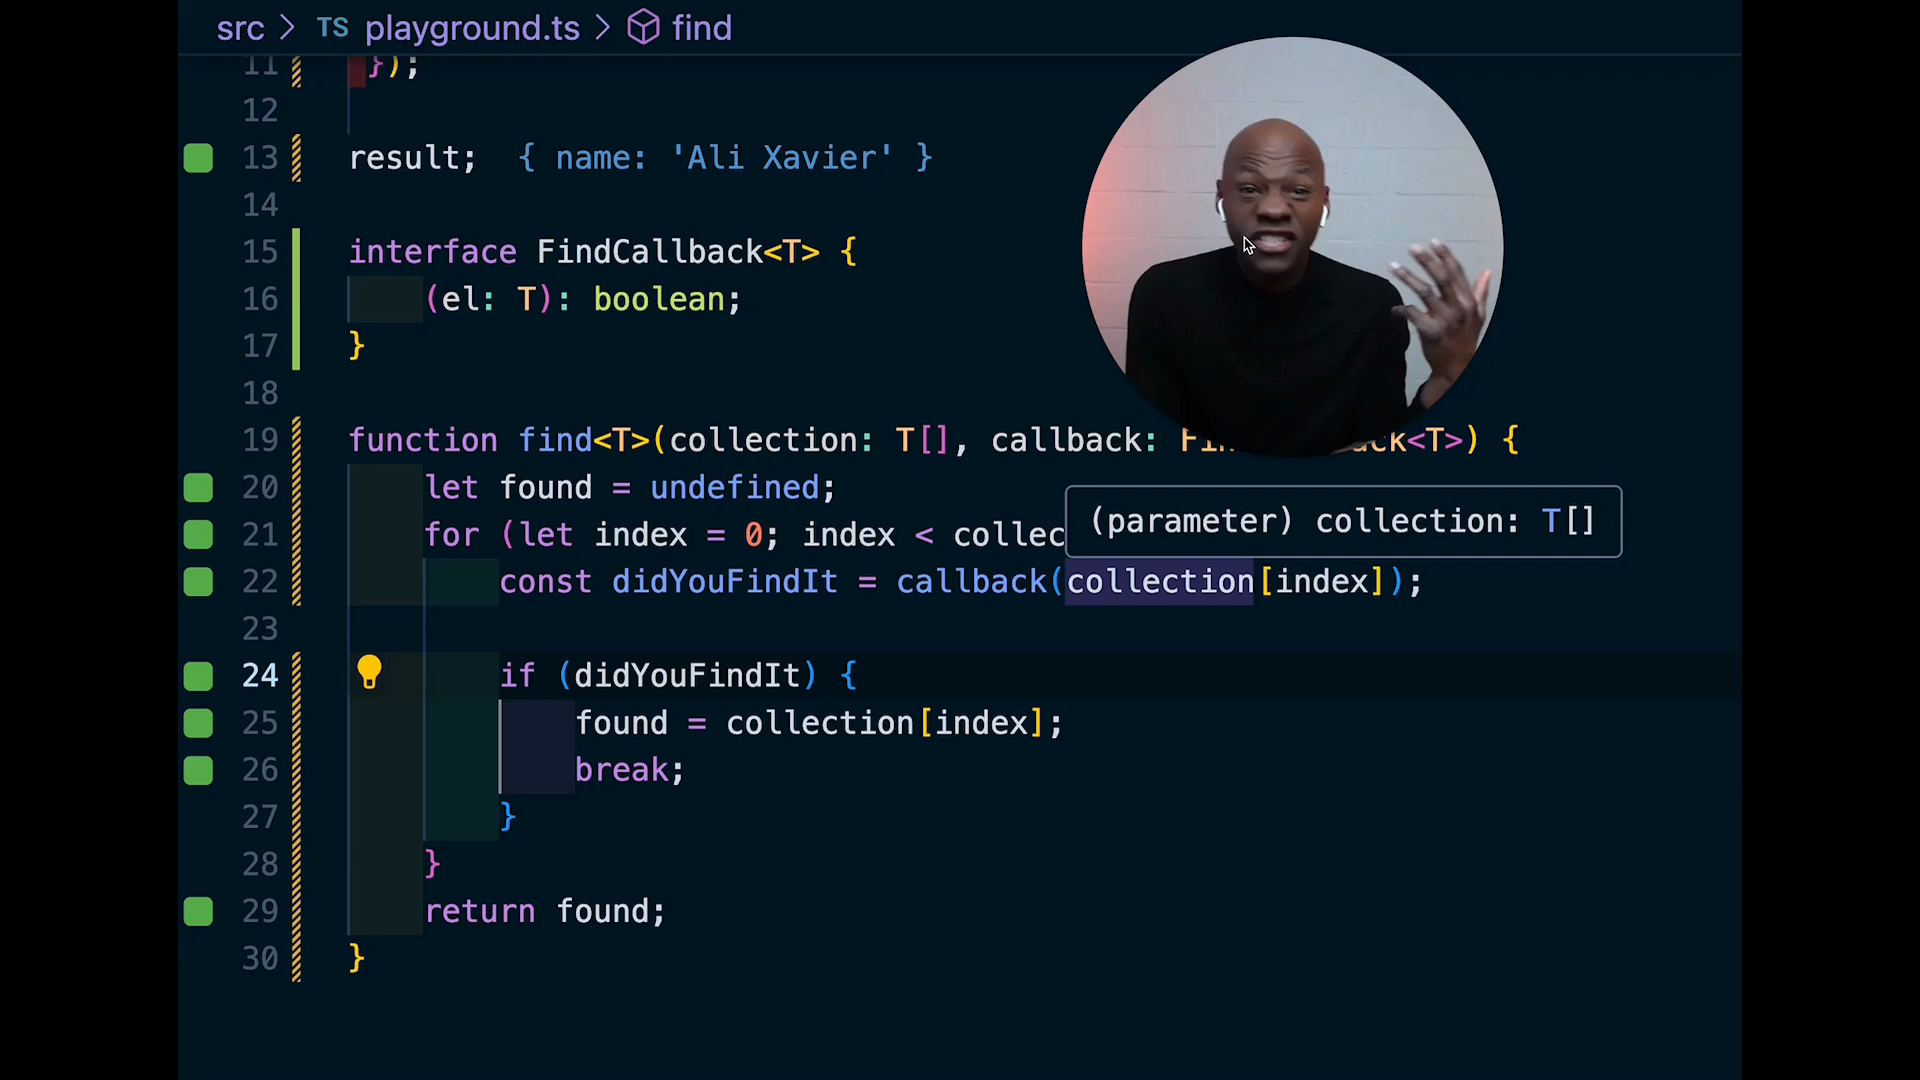 src > TS playground.ts > find
11 });
12
13 result; { name: 'Ali Xavier' }
14
15 interface FindCallback<T> {
16 (el: T): boolean;
17 }
18
19 function find<T>(collection: T[], callback: <T>) {
20 let found = undefined;
(parameter) collection: T[]
21 for (let index = 0; index < collec
22 const didYouFindIt = callback(collection[index]);
23
24 if (didYouFindIt) {
25 found = collection[index];
26 break;
27 }
28 }
29 return found;
30 }